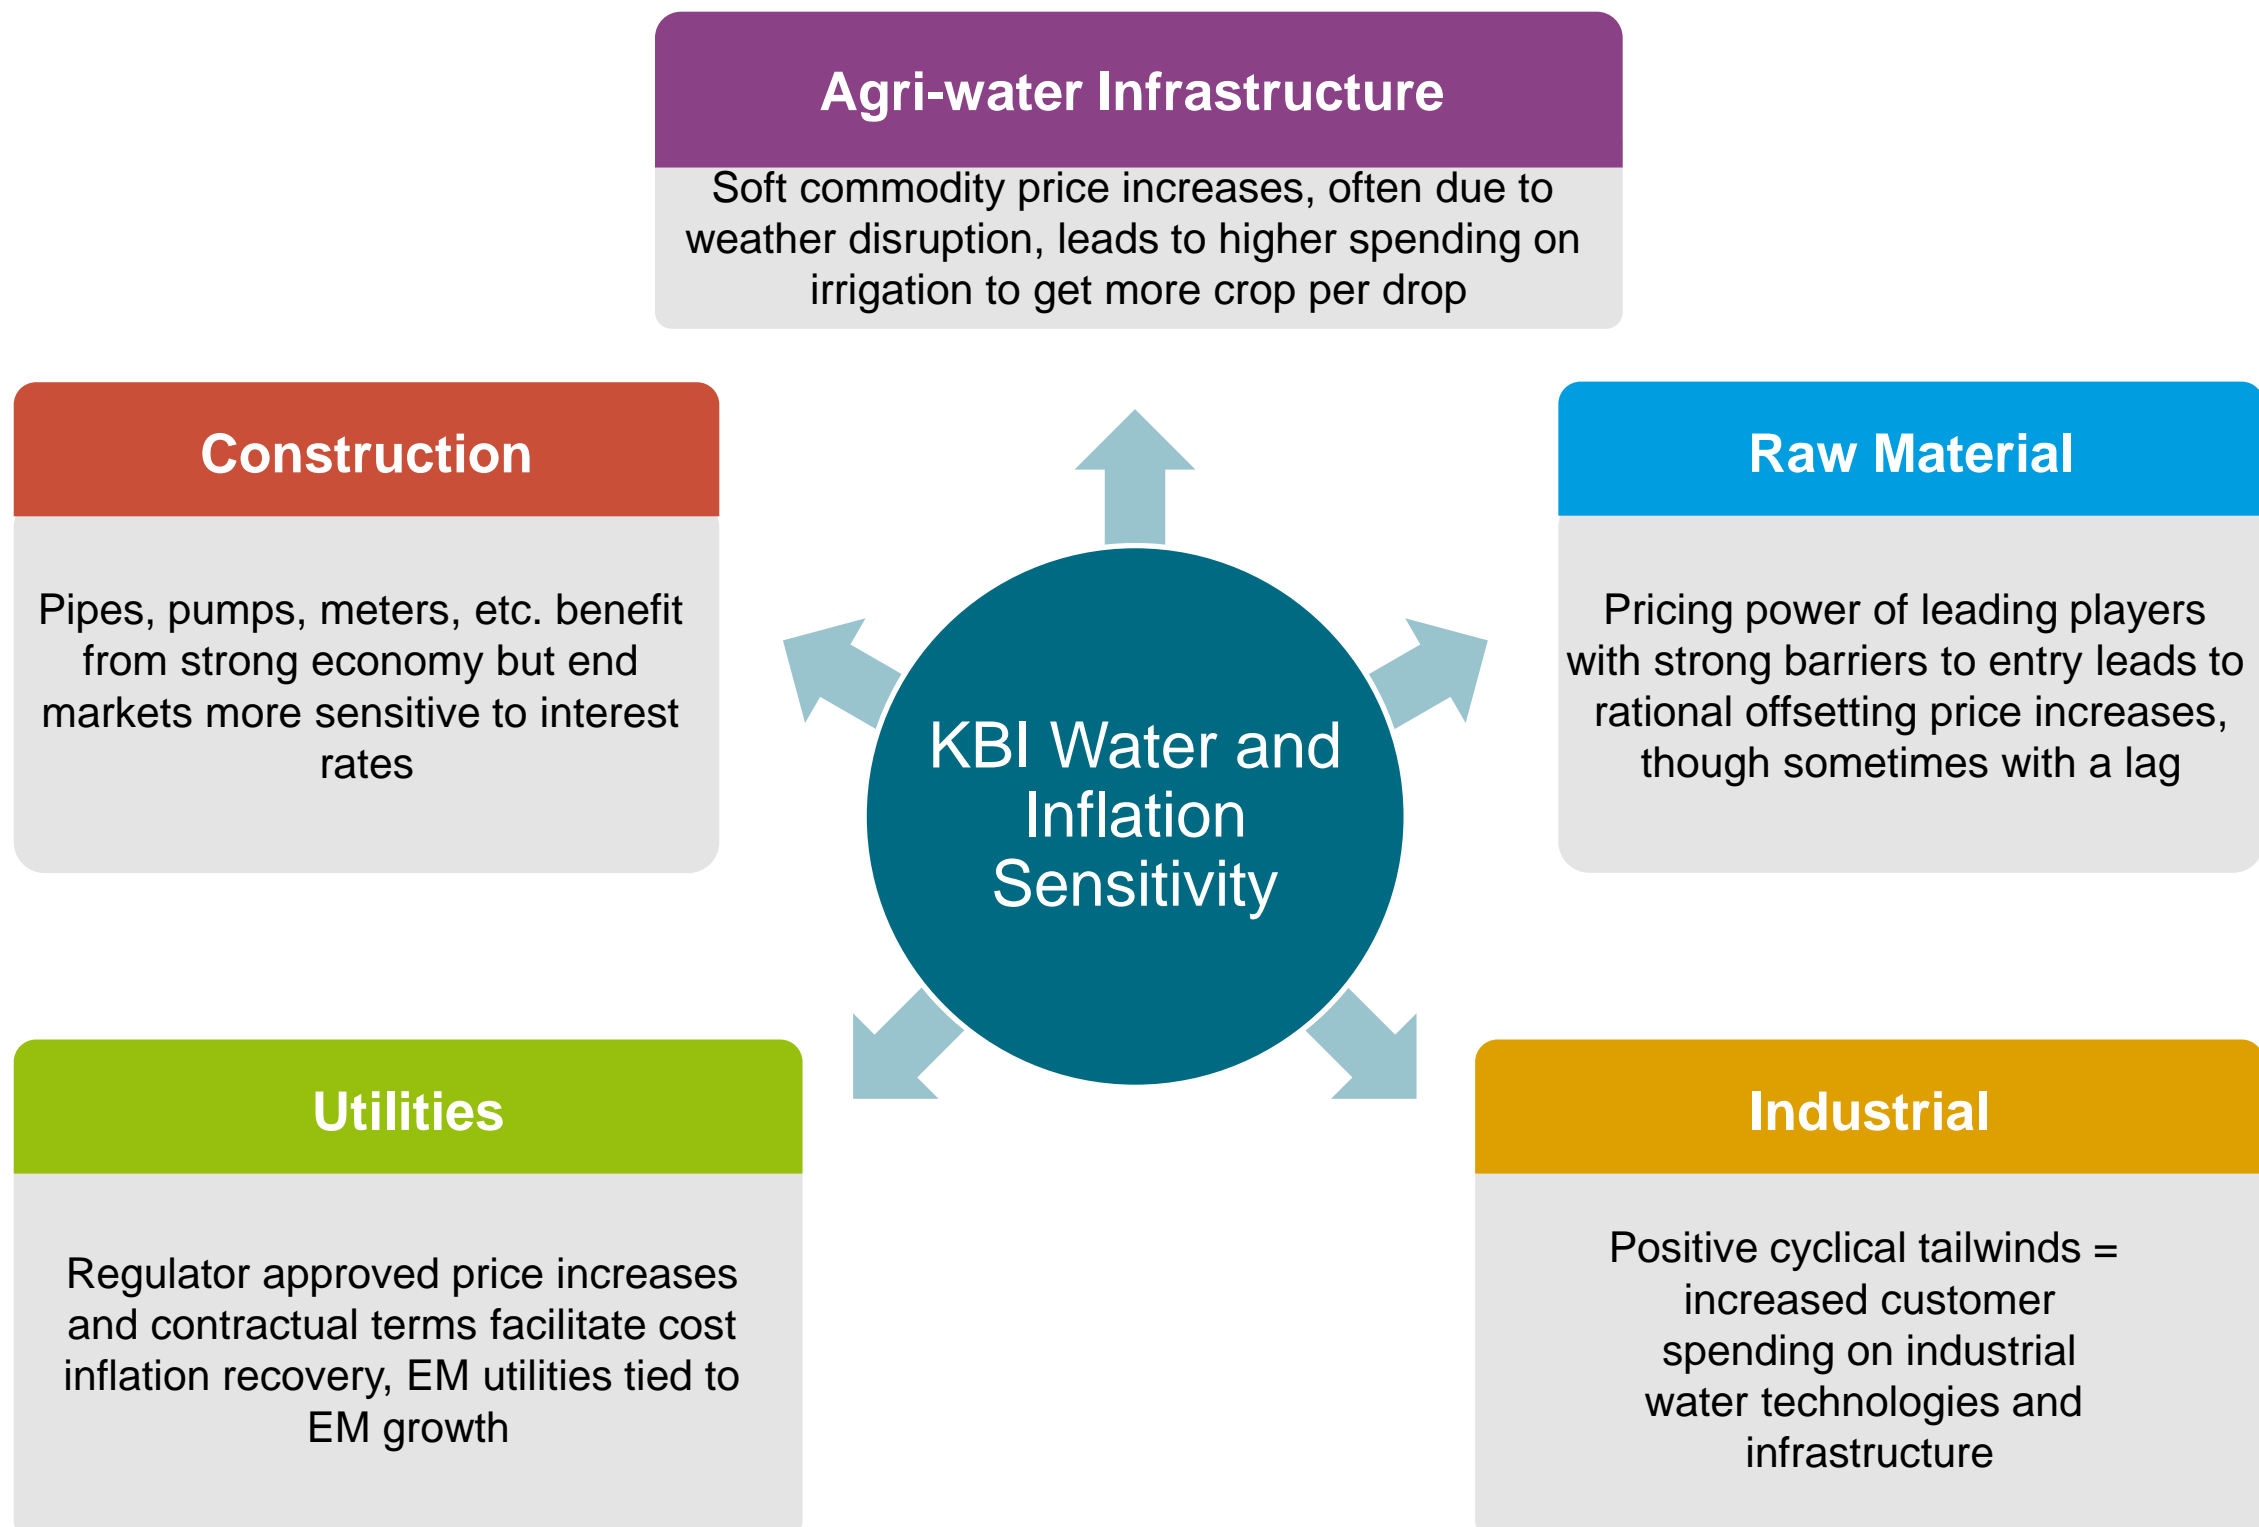 Agri-water Infrastructure
Soft commodity price increases, often due to
weather disruption, leads to higher spending on
irrigation to get more crop per drop
Construction
Pipes, pumps, meters, etc. benefit
from strong economy but end
markets more sensitive to interest
rates
Raw Material
Pricing power of leading players
with strong barriers to entry leads to
rational offsetting price increases,
though sometimes with a lag
KBI Water and
Inflation
Sensitivity
Utilities
Regulator approved price increases
and contractual terms facilitate cost
inflation recovery, EM utilities tied to
EM growth
Industrial
Positive cyclical tailwinds =
increased customer
spending on industrial
water technologies and
infrastructure